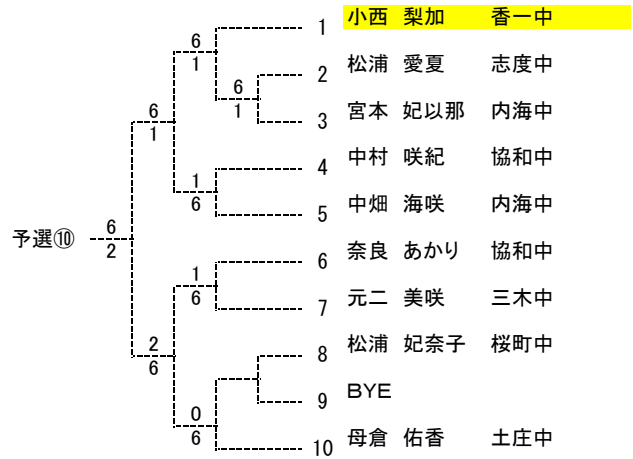 1 小西 梨加 香一中
6
1
2 松浦 愛夏 志度中
6
1
3 宮本 妃以那 内海中
6
1
4 中村 咲紀 協和中
1
6
5 中畑 海咲 内海中
予選⑩
6
2
6 奈良 あかり 協和中
1
6
7 元二 美咲 三木中
2
6
8 松浦 妃奈子 桜町中
9 BYE
0
6
10 母倉 佑香 土庄中